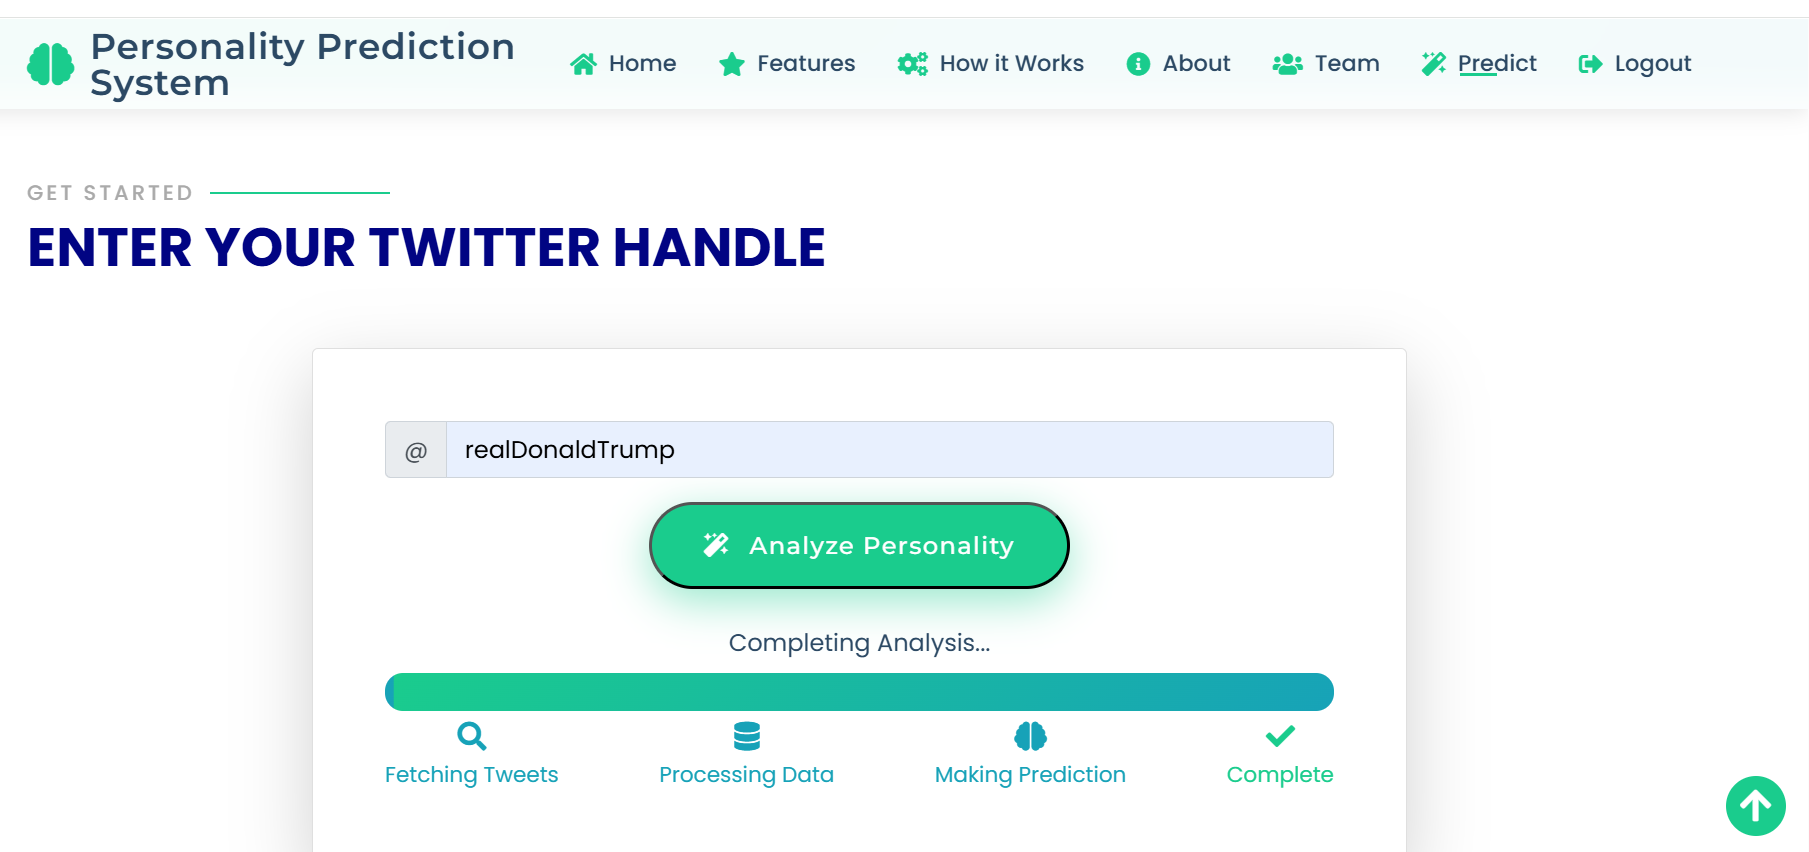 Personality Prediction
System
Home
Features
How it Works
About
Team
Predict
Logout
GET STARTED
ENTER YOUR TWITTER HANDLE
@ realDonaldTrump
Analyze Personality
Completing Analysis...
Fetching Tweets
Processing Data
Making Prediction
Complete